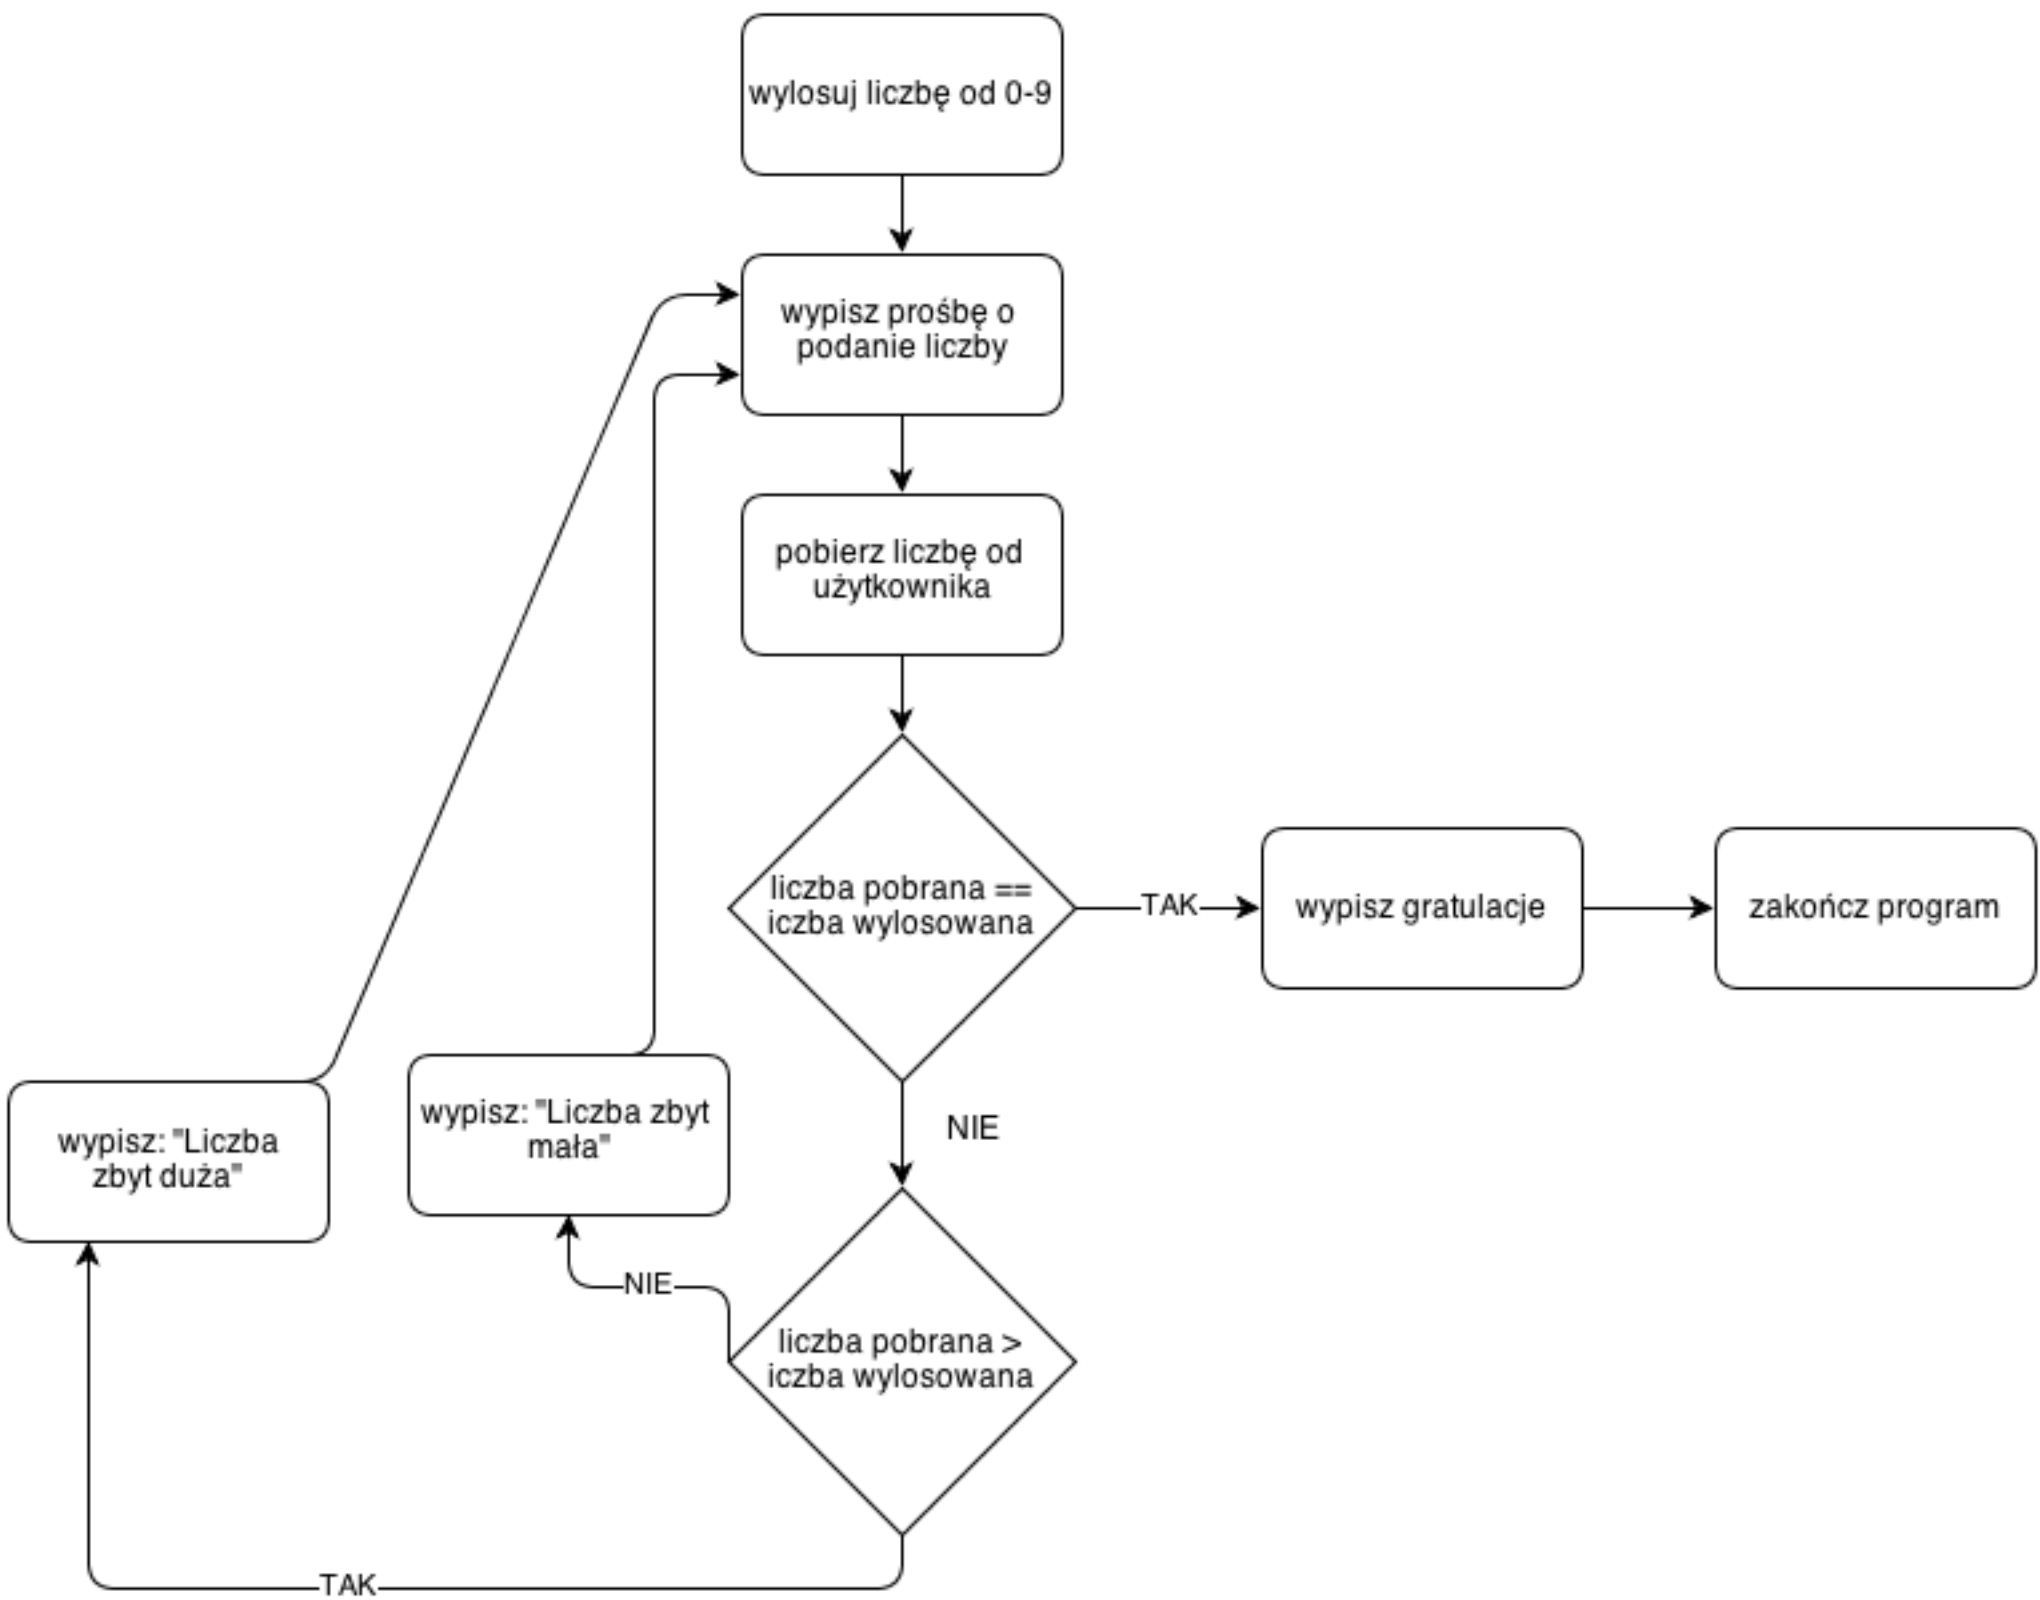 wylosuj liczbę od 0-9
wypisz prośbę o
podanie liczby
pobierz liczbę od
użytkownika
liczba pobrana ==
iczba wylosowana
TAK
wypisz gratulacje
zakończ program
NIE
wypisz: "Liczba
zbyt duża"
wypisz: "Liczba zbyt
mała"
NIE
liczba pobrana >
iczba wylosowana
TAK